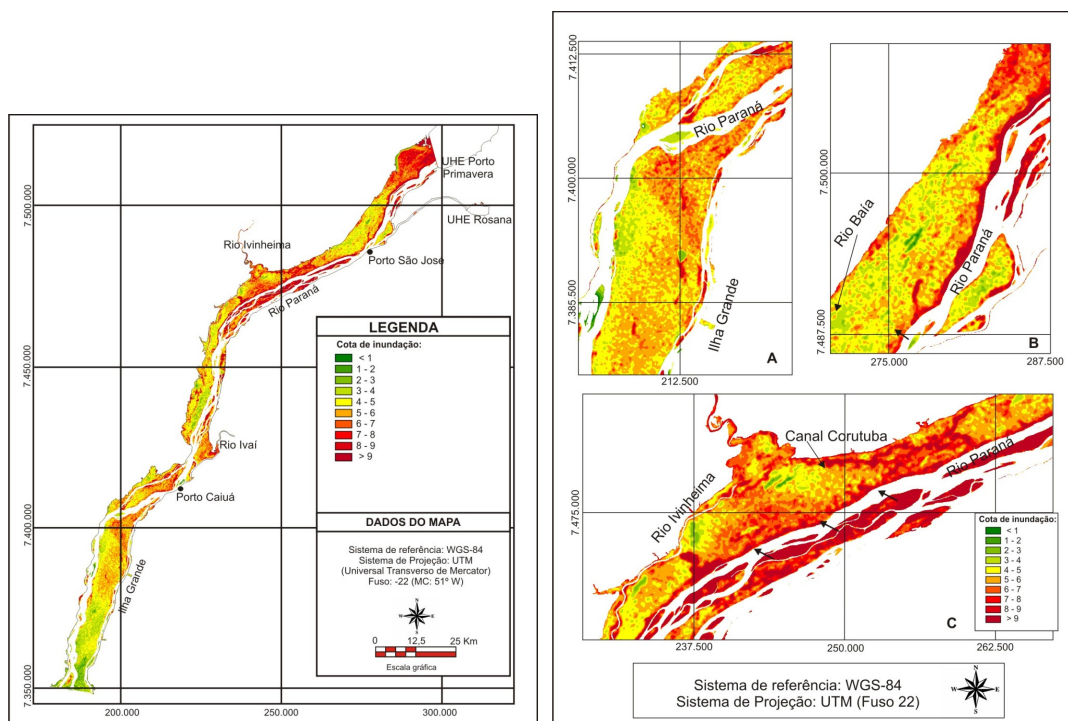 7.500.000
7.450.000
7.400.000
7.350.000
200.000
250.000
300.000
UHE Porto
Primavera
UHE Rosana
Rio Ivinheima
Porto São José
Rio Paraná
Rio Ivaí
Porto Caiuá
Ilha Grande
LEGENDA
Cota de inundação:
< 1
1 - 2
2 - 3
3 - 4
4 - 5
5 - 6
6 - 7
7 - 8
8 - 9
> 9
DADOS DO MAPA
Sistema de referência: WGS-84
Sistema de Projeção: UTM
(Universal Transverso de Mercator)
Fuso: -22 (MC: 51º W)
N
W E
S
0 12,5 25 Km
Escala gráfica
7.412.500
7.400.000
7.385.500
212.500
Rio Paraná
Ilha Grande
A
7.500.000
7.487.500
275.000
287.500
Rio Baía
Rio Paraná
B
Canal Corutuba
Rio Paraná
Rio Ivinheima
7.475.000
237.500
250.000
262.500
C
Cota de inundação:
< 1
1 - 2
2 - 3
3 - 4
4 - 5
5 - 6
6 - 7
7 - 8
8 - 9
> 9
Sistema de referência: WGS-84
Sistema de Projeção: UTM (Fuso 22)
N
W E
S